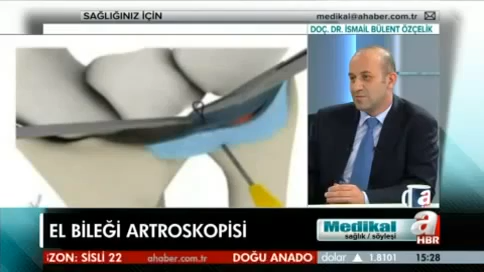 SAĞLIĞINIZ İÇİN
medikal@ahaber.com.tr
DOÇ. DR. İSMAİL BÜLENT ÖZÇELİK
EL BİLEĞİ ARTROSKOPİSİ
Medikal
sağlık / söyleşi
a
a
HBR
ZON: SİSLİ 22
ahaber.com.tr
DOĞU ANADO
dolar
1.8101
15:28